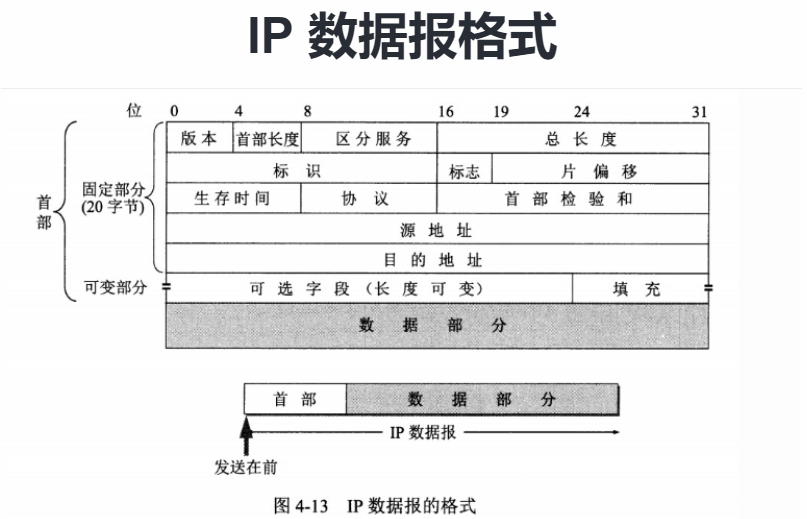 IP 数据报格式
位 0 4 8 16 19 24 31
版本 首部长度 区分服务 总长度
标识 标志 片偏移
首部
固定部分
(20 字节)
生存时间 协议 首部检验和
源地址
目的地址
可变部分 可选字段（长度可变） 填充
数据部分
首部 数据部分
IP 数据报
发送在前
图 4-13 IP 数据报的格式